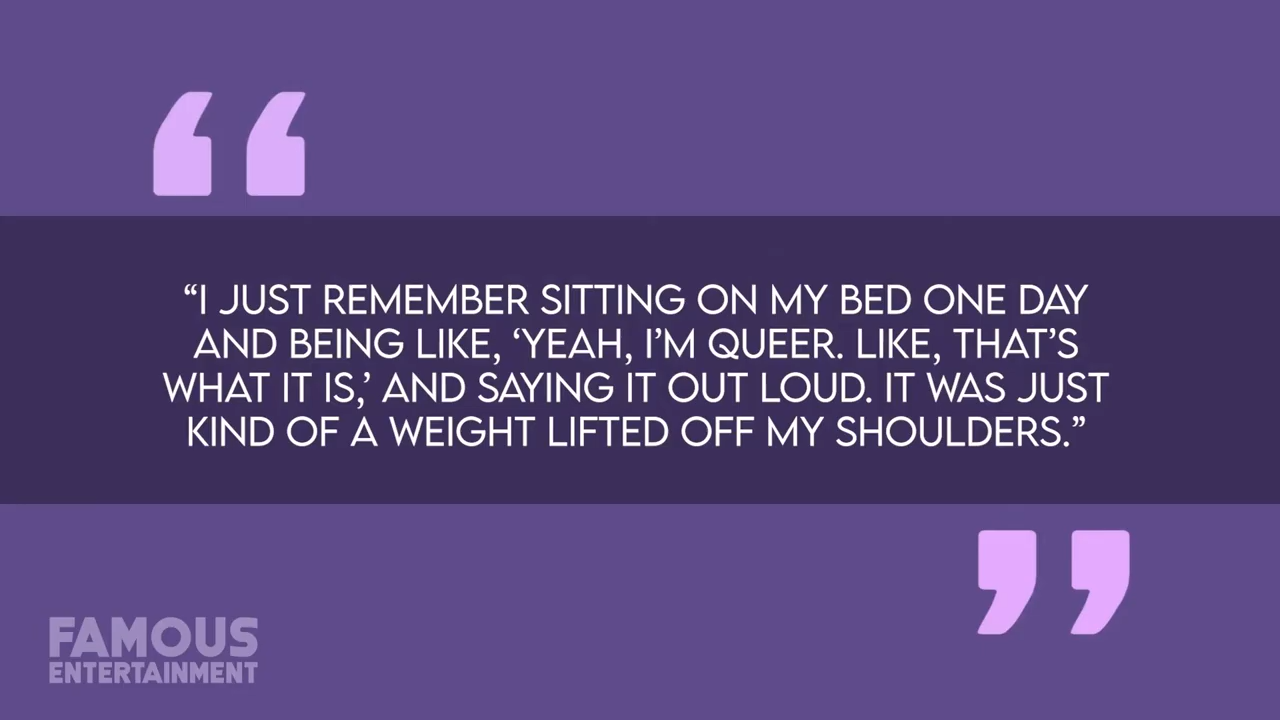 “I JUST REMEMBER SITTING ON MY BED ONE DAY
AND BEING LIKE, ‘YEAH, I’M QUEER. LIKE, THAT’S
WHAT IT IS,’ AND SAYING IT OUT LOUD. IT WAS JUST
KIND OF A WEIGHT LIFTED OFF MY SHOULDERS.”
FAMOUS
ENTERTAINMENT